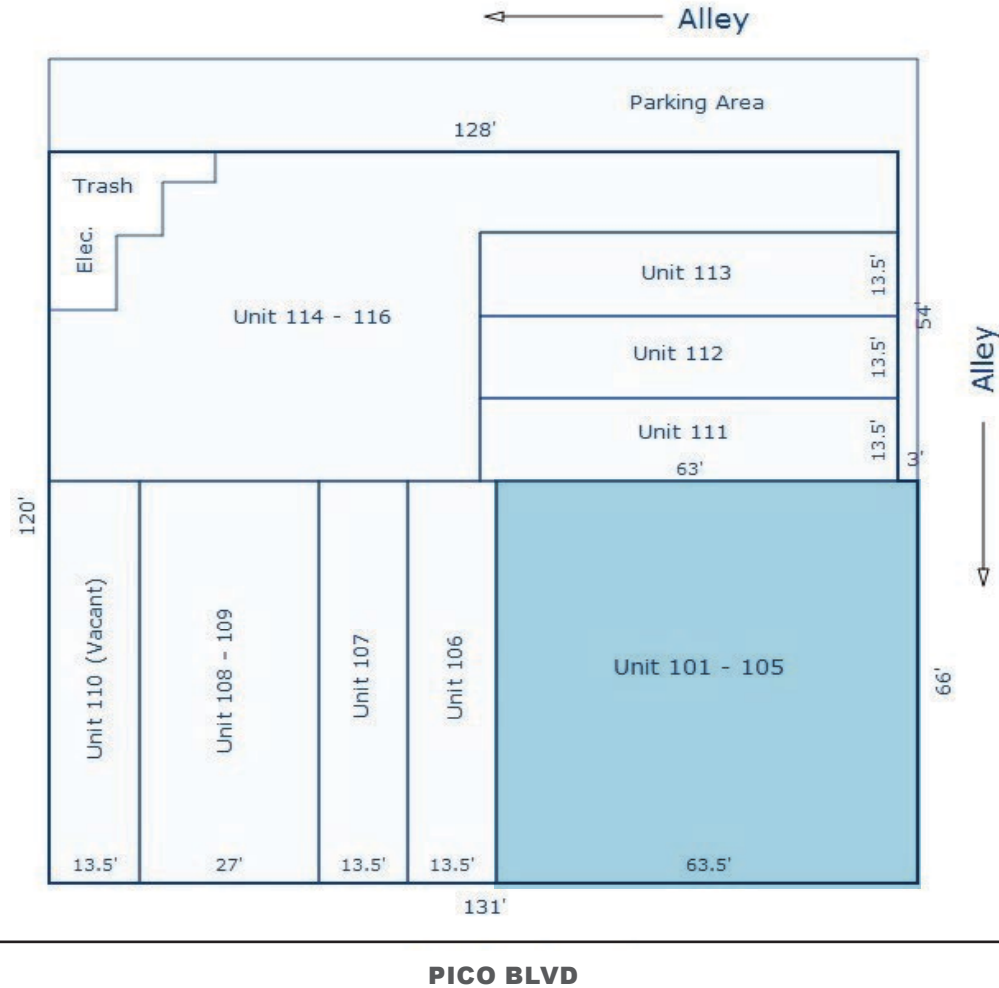 Alley
Parking Area
128'
Trash
Elec.
Unit 113
13.5'
54'
Unit 114 - 116
Unit 112
13.5'
Alley
Unit 111
13.5'
63'
3'
120'
Unit 110 (Vacant)
Unit 108 - 109
Unit 107
Unit 106
Unit 101 - 105
66'
13.5'
27'
13.5'
13.5'
63.5'
131'
PICO BLVD